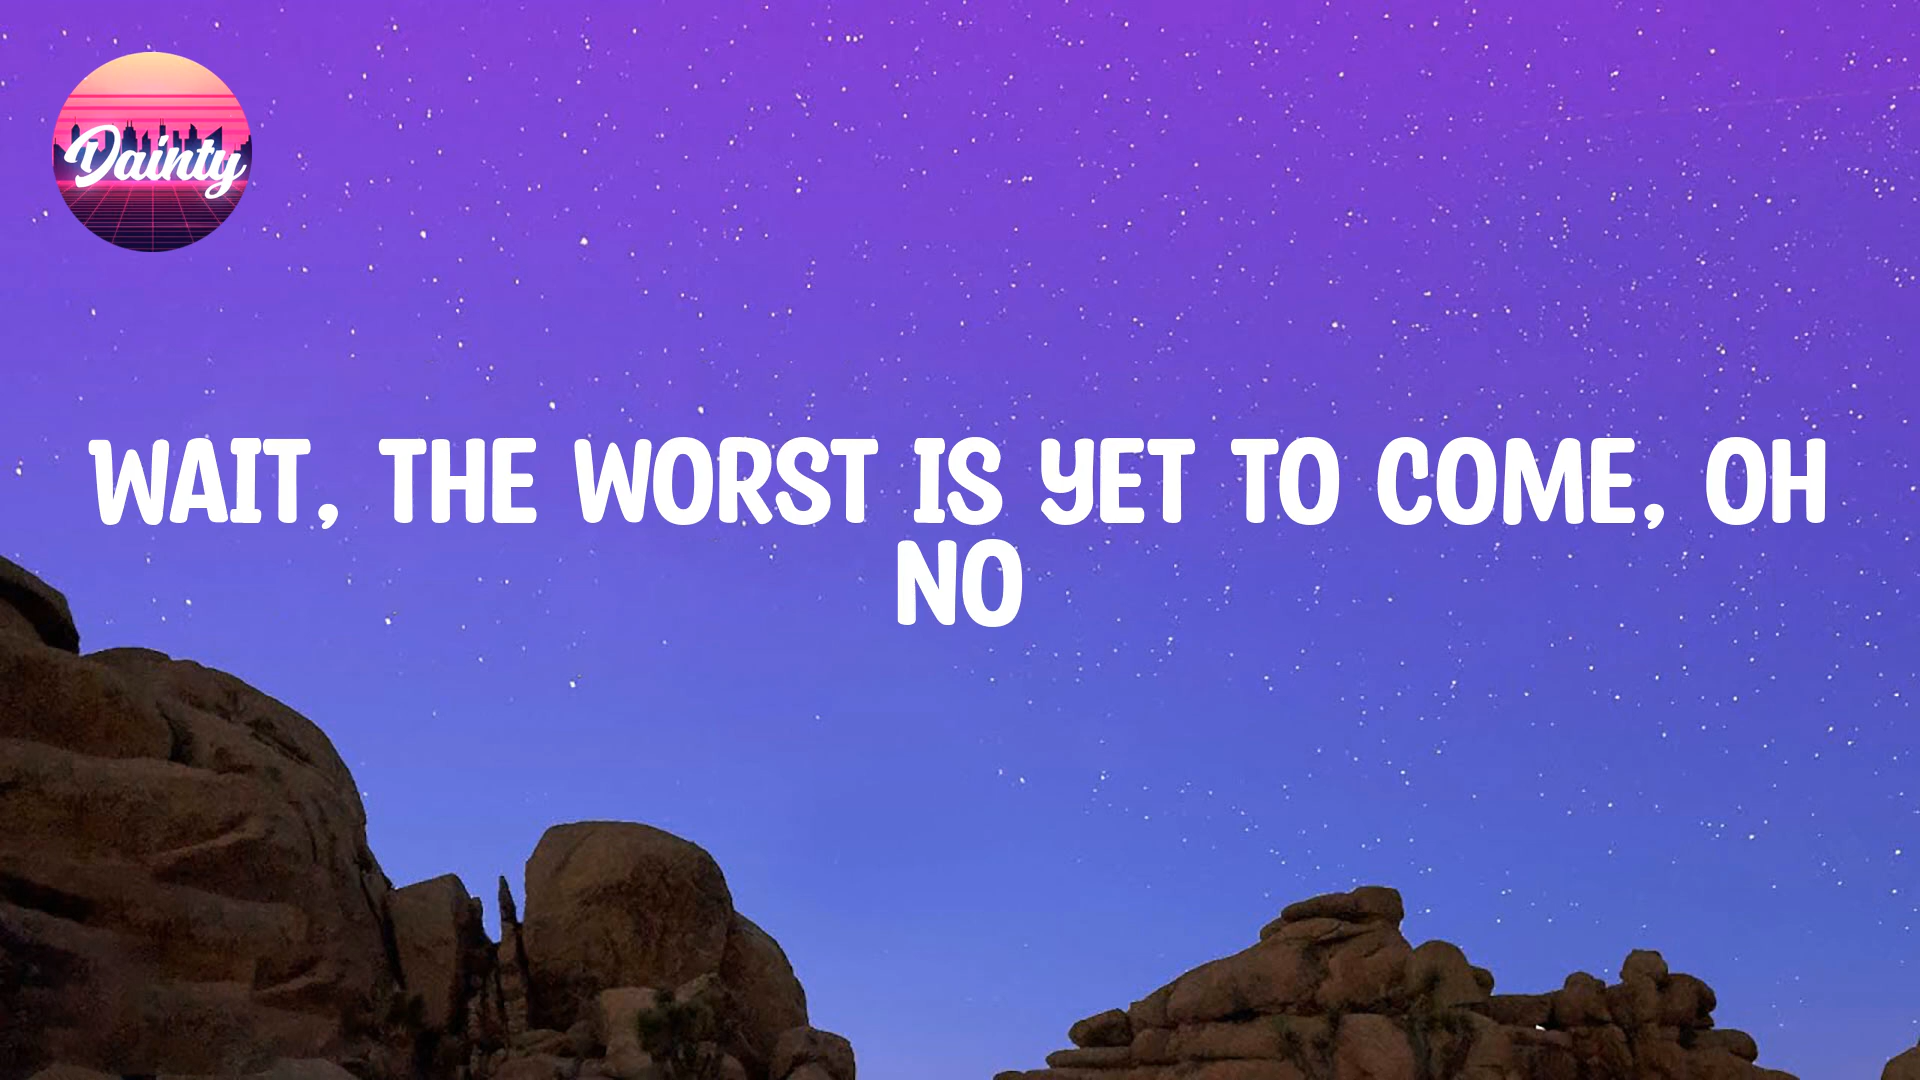 Dainty
WAIT, THE WORST IS YET TO COME, OH
NO